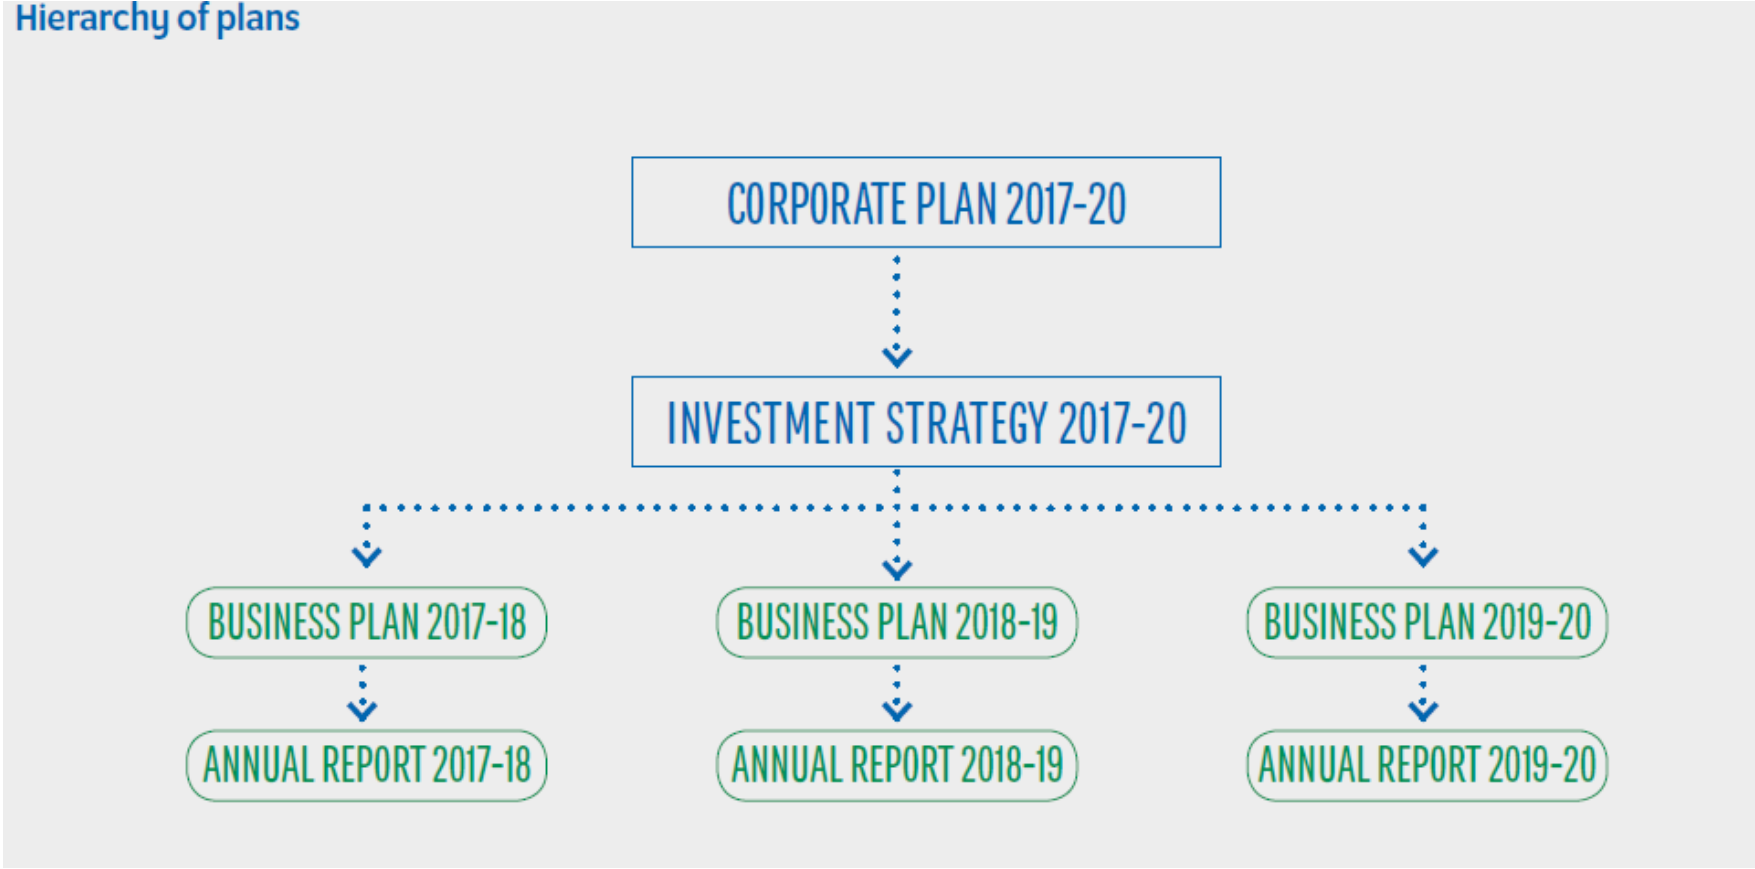 Hierarchy of plans
CORPORATE PLAN 2017-20
INVESTMENT STRATEGY 2017-20
BUSINESS PLAN 2017-18
BUSINESS PLAN 2018-19
BUSINESS PLAN 2019-20
ANNUAL REPORT 2017-18
ANNUAL REPORT 2018-19
ANNUAL REPORT 2019-20